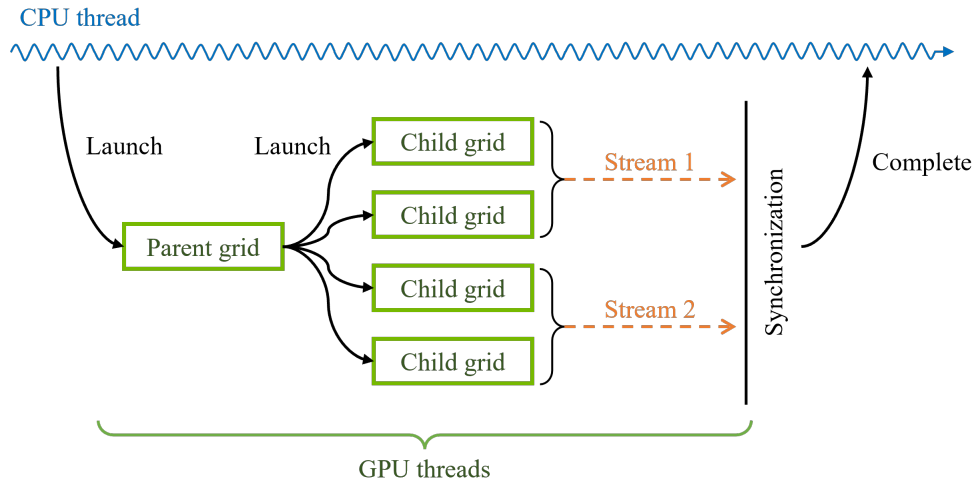 CPU thread
Launch
Launch
Child grid
Stream 1
Complete
Child grid
Parent grid
Child grid
Stream 2
Synchronization
Child grid
GPU threads